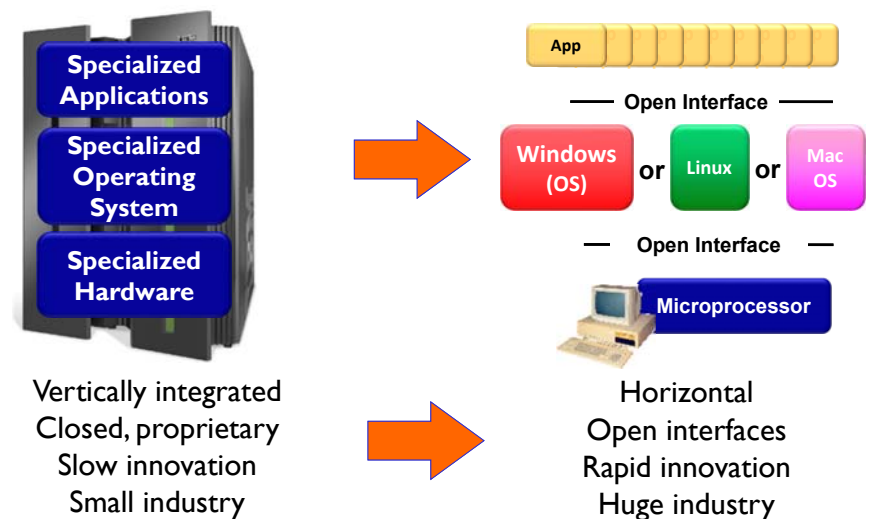 Specialized
Applications
Specialized
Operating
System
Specialized
Hardware
Vertically integrated
Closed, proprietary
Slow innovation
Small industry
App
Open Interface
Windows
(OS)
or
Linux
or
Mac
OS
Open Interface
Microprocessor
Horizontal
Open interfaces
Rapid innovation
Huge industry